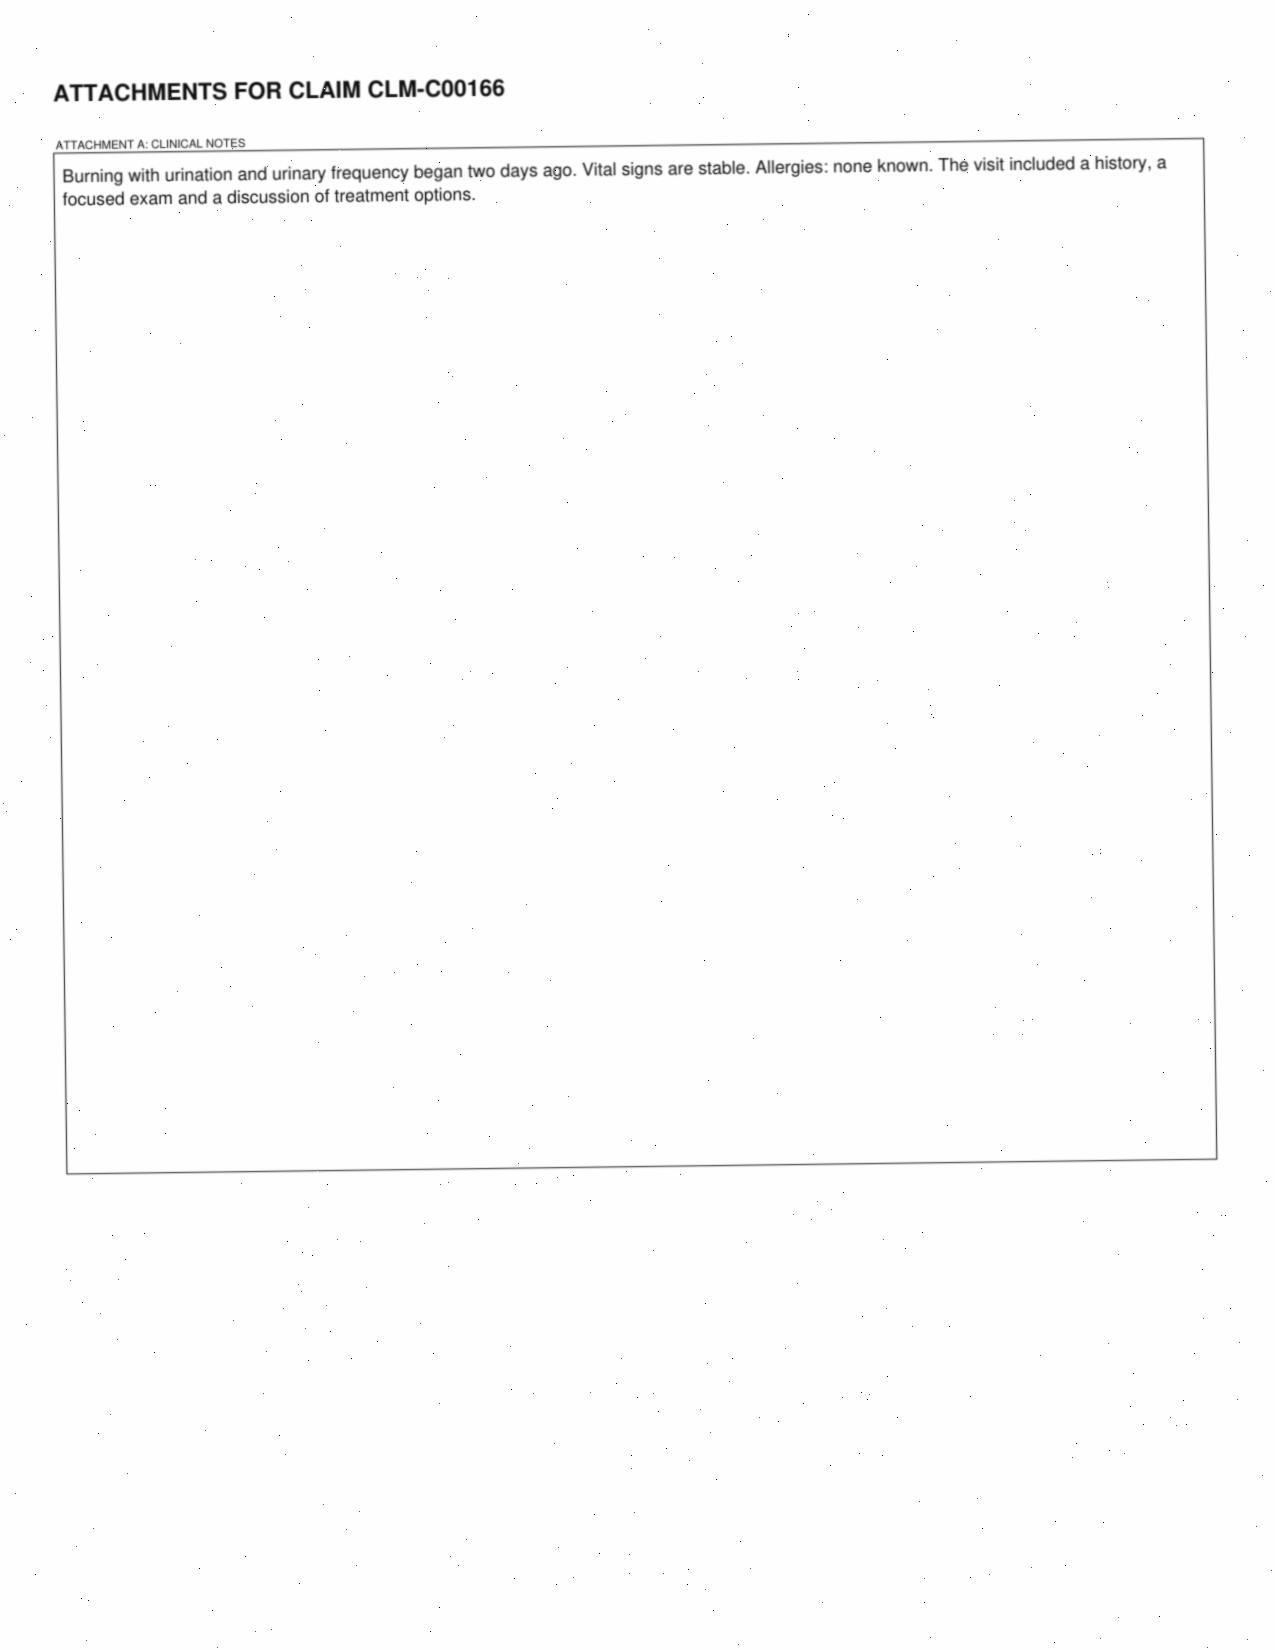 ATTACHMENTS FOR CLAIM CLM-C00166
ATTACHMENT A: CLINICAL NOTES
Burning with urination and urinary frequency began two days ago. Vital signs are stable. Allergies: none known. The visit included a history, a
focused exam and a discussion of treatment options.